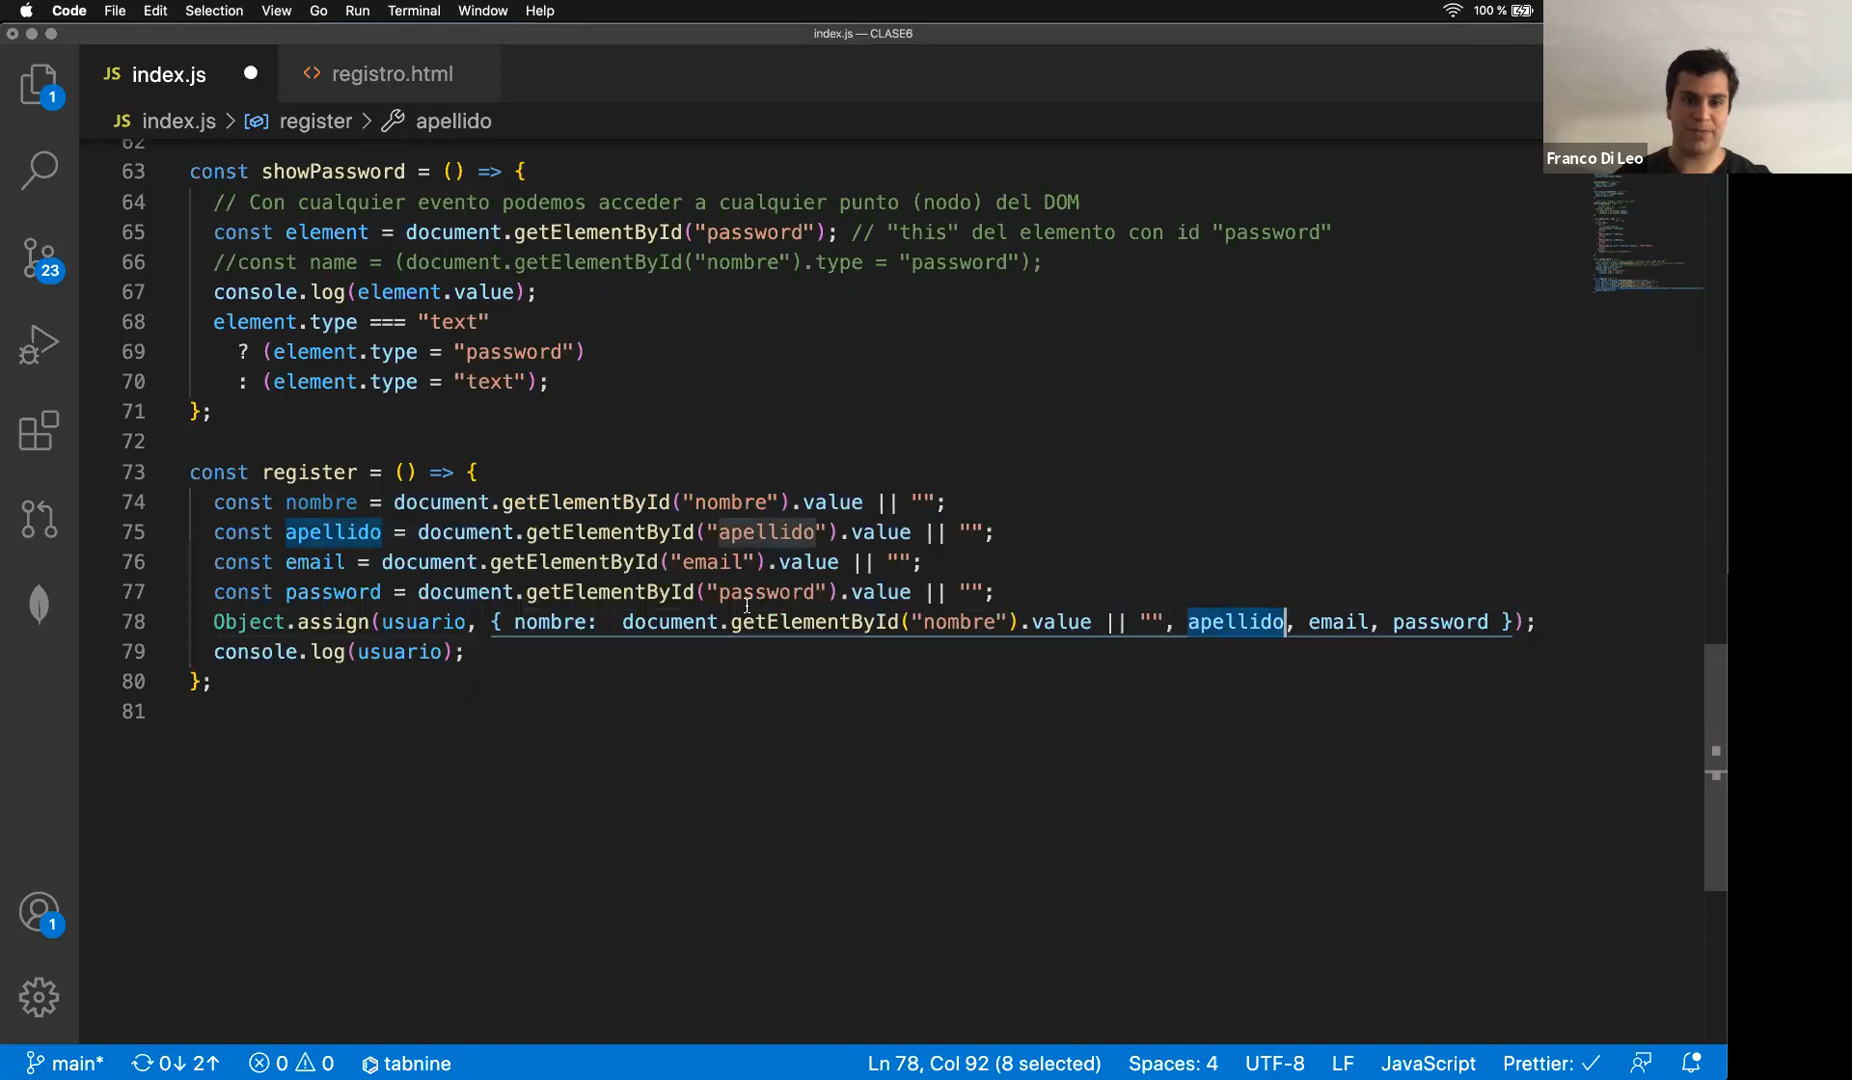 Code File Edit Selection View Go Run Terminal Window Help 100 %
index.js — CLASE6
JS index.js <> registro.html
JS index.js > register > apellido
Franco Di Leo
62
63 const showPassword = () => {
64 // Con cualquier evento podemos acceder a cualquier punto (nodo) del DOM
65 const element = document.getElementById("password"); // "this" del elemento con id "password"
66 //const name = (document.getElementById("nombre").type = "password");
67 console.log(element.value);
68 element.type === "text"
69 ? (element.type = "password")
70 : (element.type = "text");
71 };
72
73 const register = () => {
74 const nombre = document.getElementById("nombre").value || "";
75 const apellido = document.getElementById("apellido").value || "";
76 const email = document.getElementById("email").value || "";
77 const password = document.getElementById("password").value || "";
78 Object.assign(usuario, { nombre: document.getElementById("nombre").value || "", apellido, email, password });
79 console.log(usuario);
80 };
81
1
23
1
main* 0↓ 2↑ 0 0 tabnine Ln 78, Col 92 (8 selected) Spaces: 4 UTF-8 LF JavaScript Prettier: ✓